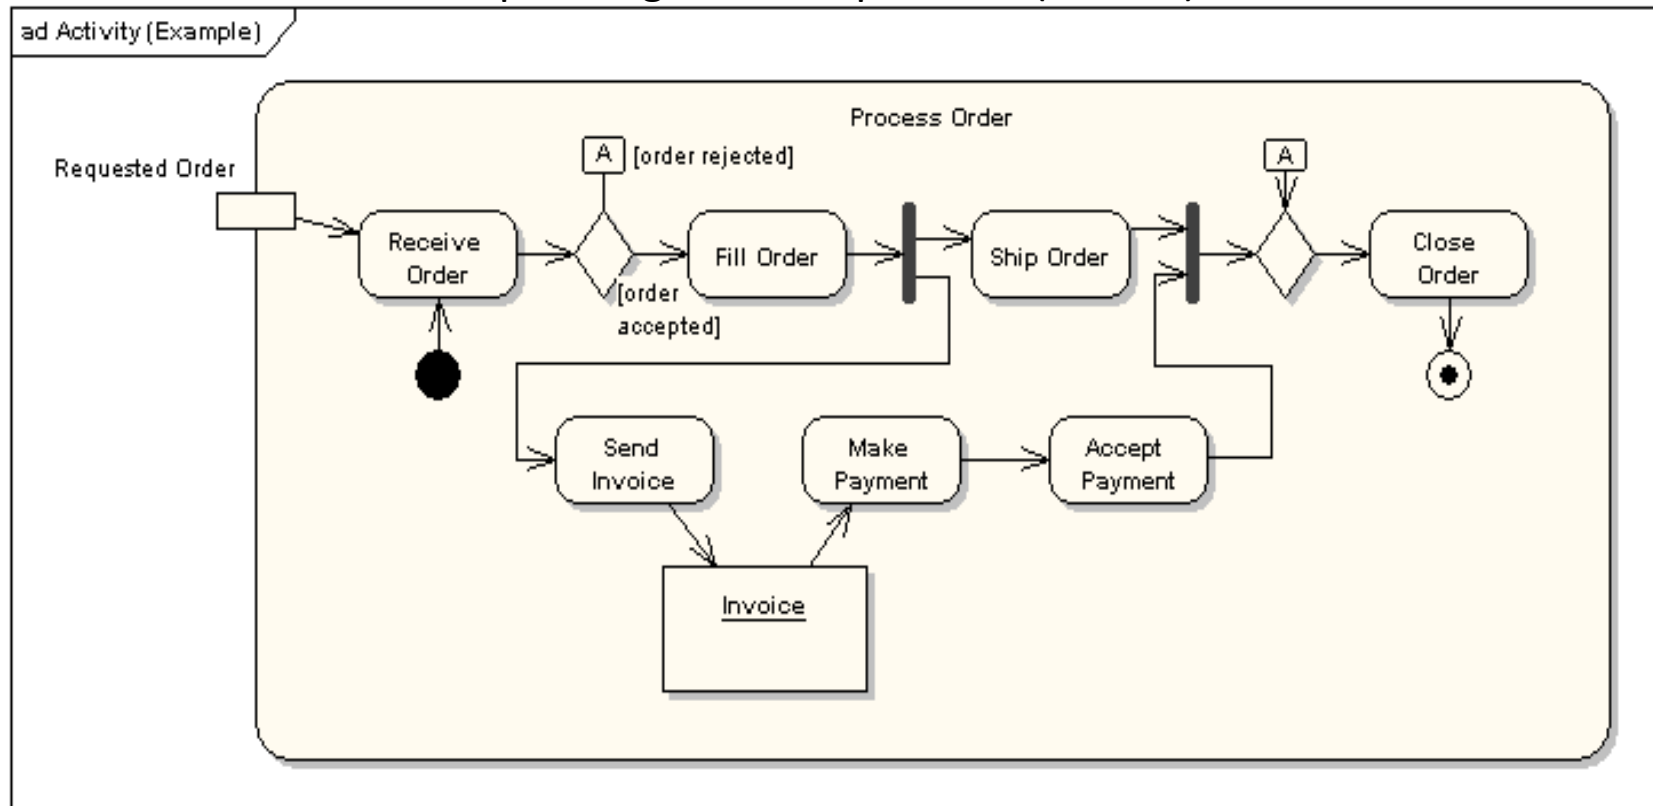 ad Activity (Example)
Process Order
Requested Order
A
[order rejected]
A
Receive
Order
Fill Order
Ship Order
Close
Order
[order
accepted]
Send
Invoice
Make
Payment
Accept
Payment
Invoice